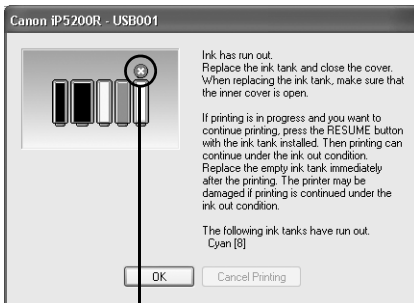 Canon iP5200R - USB001
Ink has run out.
Replace the ink tank and close the cover.
When replacing the ink tank, make sure that
the inner cover is open.
If printing is in progress and you want to
continue printing, press the RESUME button
with the ink tank installed. Then printing can
continue under the ink out condition.
Replace the empty ink tank immediately
after the printing. The printer may be
damaged if printing is continued under the
ink out condition.
The following ink tanks have run out.
Cyan [8]
OK
Cancel Printing